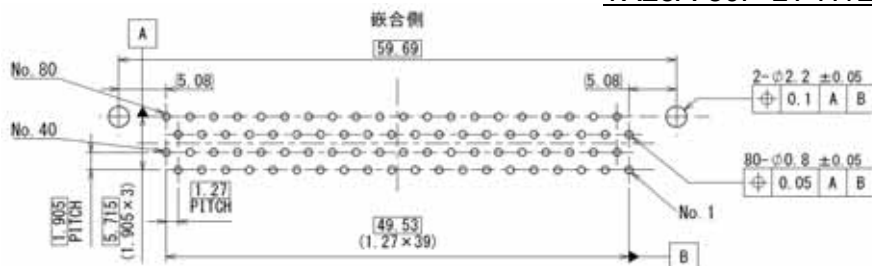 嵌合側
A
59.69
No. 80
5.08
5.08
2-φ2.2 ±0.05
⌖ 0.1 A B
No. 40
80-φ0.8 ±0.05
⌖ 0.05 A B
1.27
PITCH
1.905
PITCH
5.715
(1.905×3)
No. 1
49.53
(1.27×39)
B